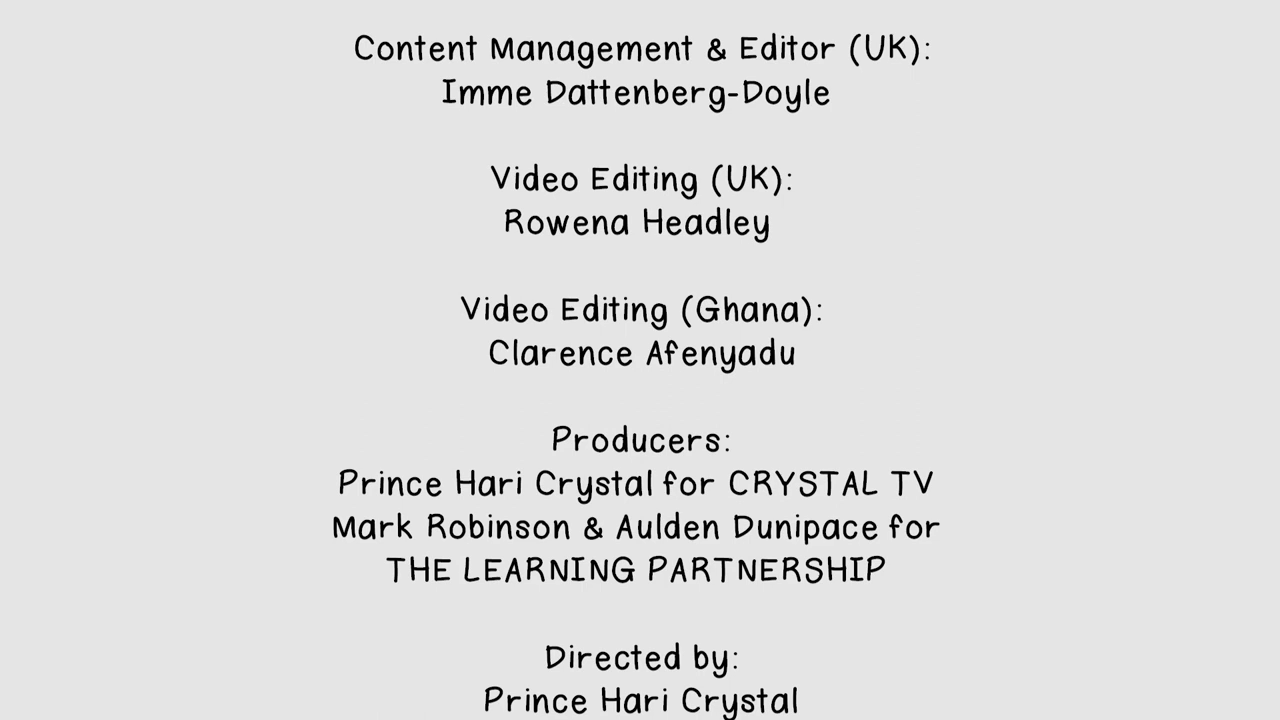 Content Management & Editor (UK):
Imme Dattenberg-Doyle
Video Editing (UK):
Rowena Headley
Video Editing (Ghana):
Clarence Afenyadu
Producers:
Prince Hari Crystal for CRYSTAL TV
Mark Robinson & Aulden Dunipace for
THE LEARNING PARTNERSHIP
Directed by:
Prince Hari Crystal